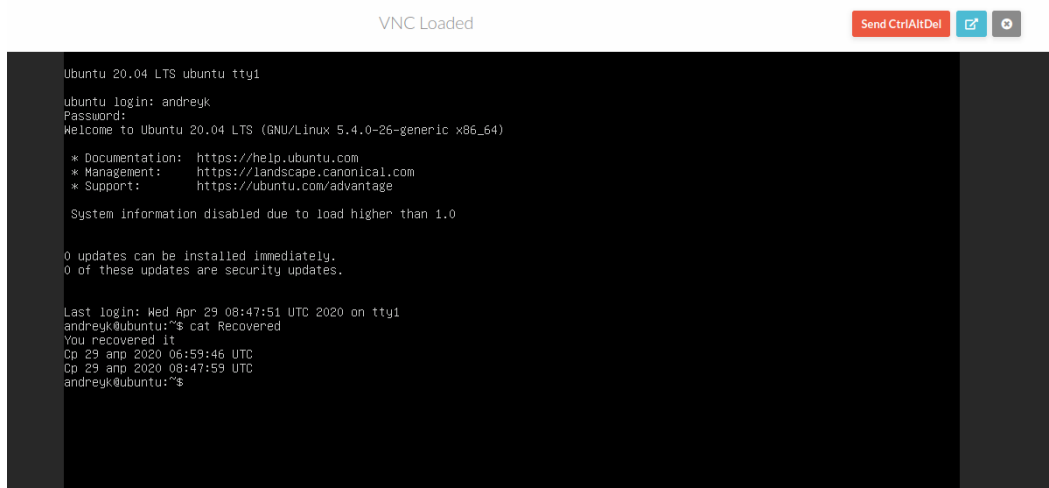 VNC Loaded
Send CtrlAltDel
Ubuntu 20.04 LTS ubuntu tty1
ubuntu login: andreyk
Password:
Welcome to Ubuntu 20.04 LTS (GNU/Linux 5.4.0-26-generic x86_64)
* Documentation: https://help.ubuntu.com
* Management: https://landscape.canonical.com
* Support: https://ubuntu.com/advantage
System information disabled due to load higher than 1.0
0 updates can be installed immediately.
0 of these updates are security updates.
Last login: Wed Apr 29 08:47:51 UTC 2020 on tty1
andreyk@ubuntu:~$ cat Recovered
You recovered it
Ср 29 апр 2020 06:59:46 UTC
Ср 29 апр 2020 08:47:59 UTC
andreyk@ubuntu:~$